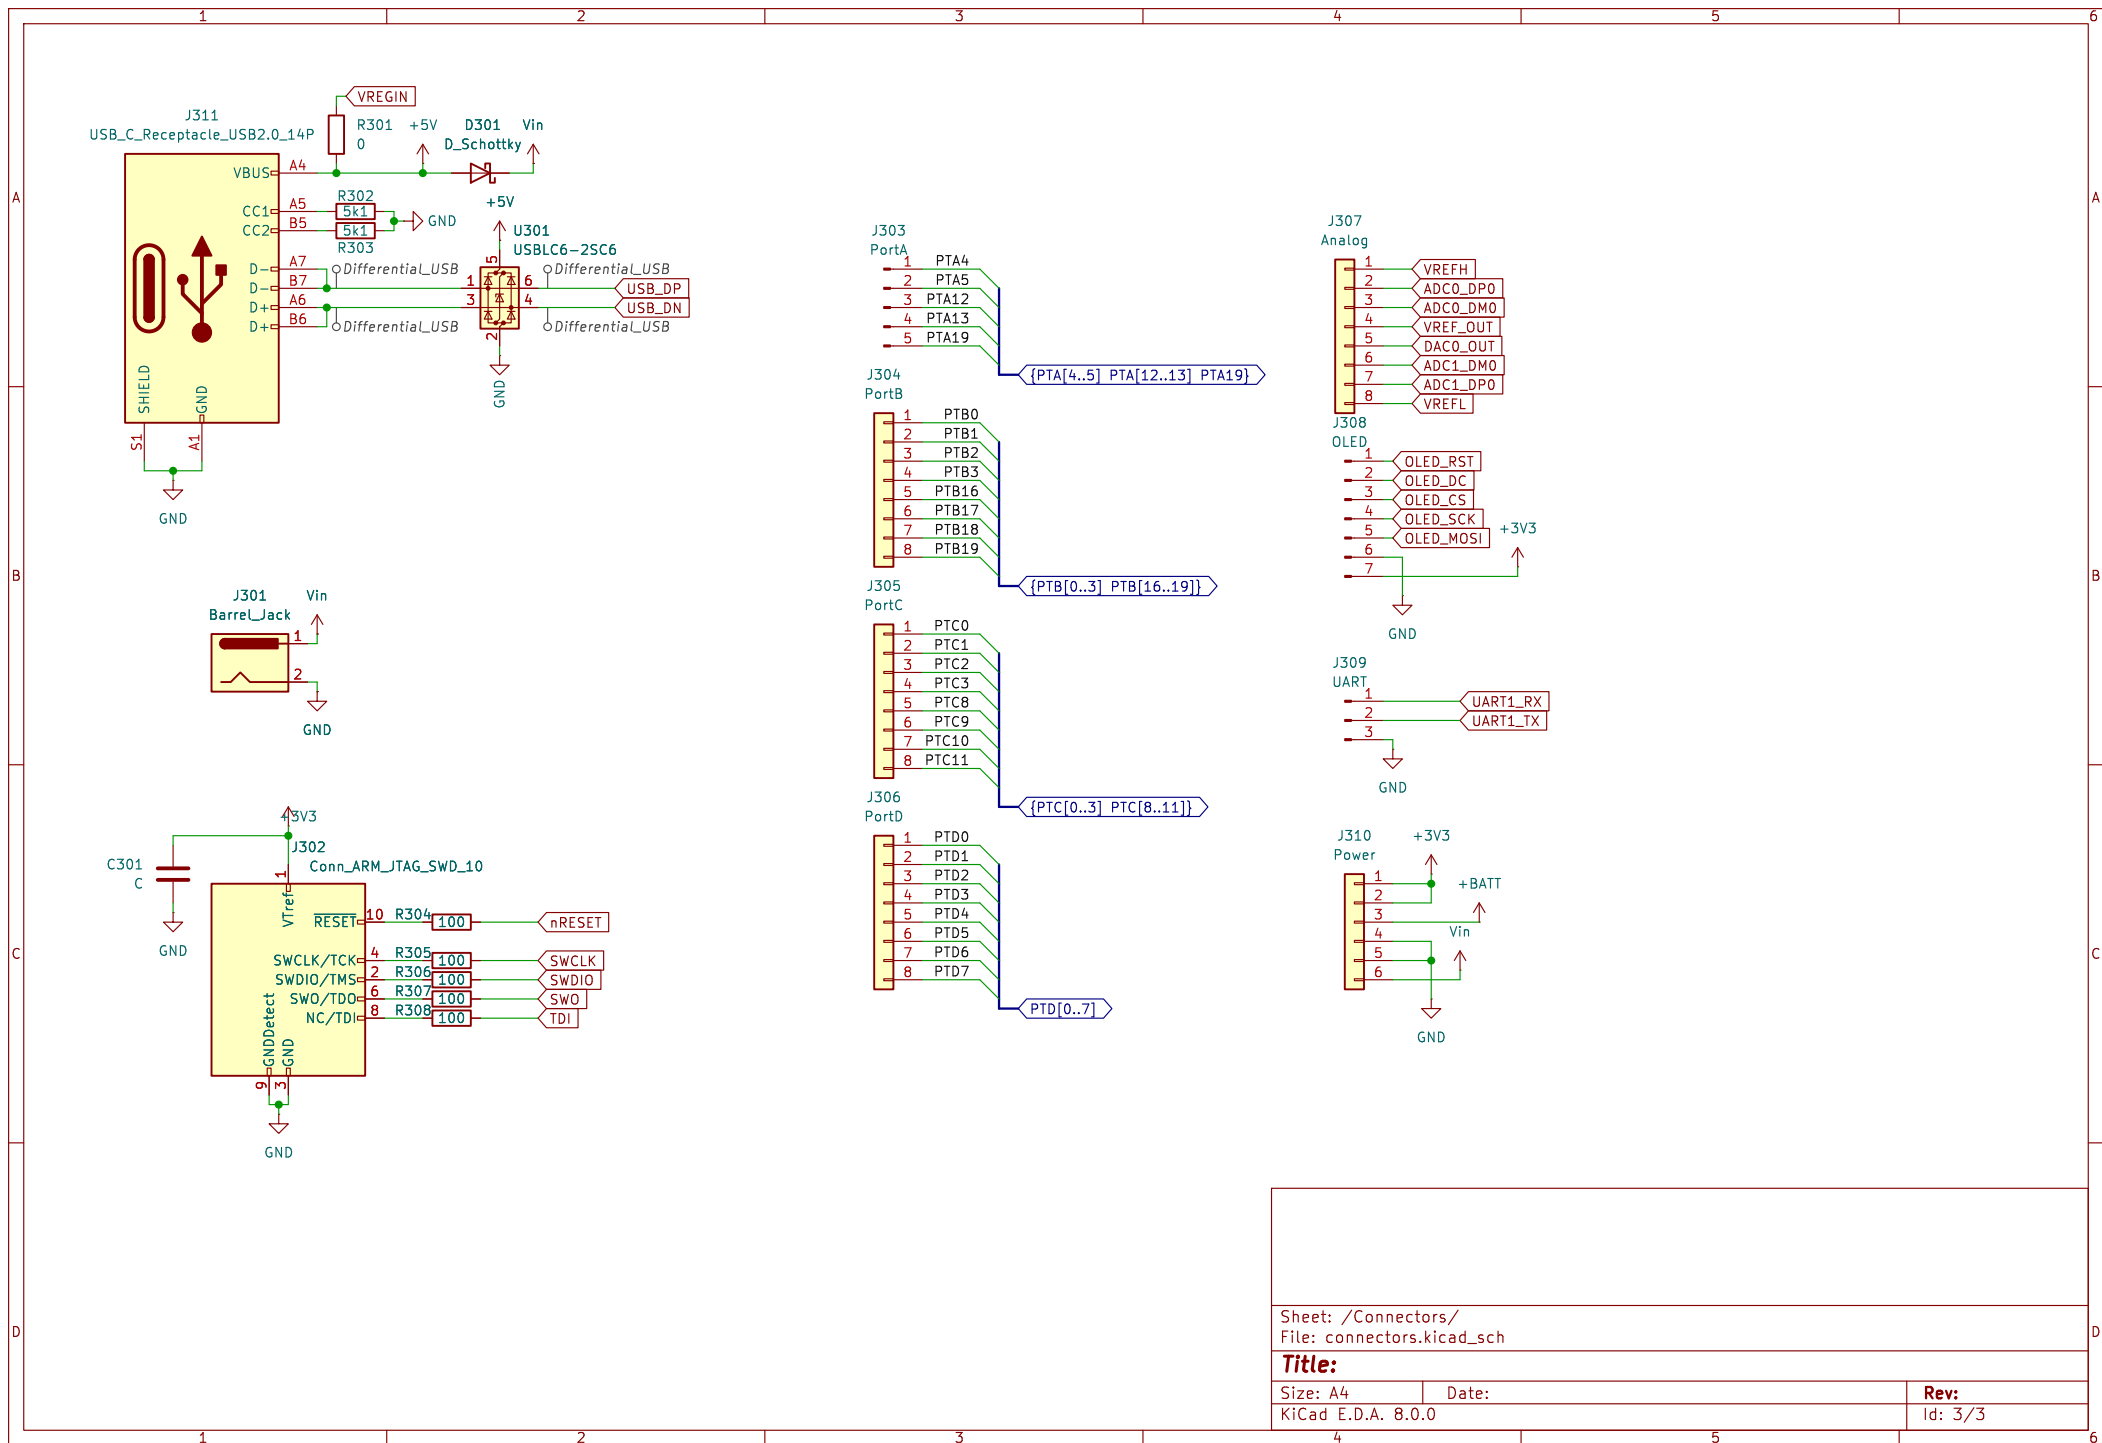 1 2 3 4 5 6
A
B
C
D
A
B
C
D
1 2 3 4 5 6
J311
USB_C_Receptacle_USB2.0_14P
VBUS A4
CC1 A5
CC2 B5
D- A7
D- B7
D+ A6
D+ B6
SHIELD
GND
S1
A1
GND
VREGIN
R301
0
+5V
D301
D_Schottky
Vin
R302
5k1
5k1
R303
GND
Differential_USB
Differential_USB
+5V
U301
USBLC6-2SC6
5
1 6
3 4
2
GND
Differential_USB
Differential_USB
USB_DP
USB_DN
J301
Barrel_Jack
Vin
1
2
GND
+3V3
C301
C
GND
J302
Conn_ARM_JTAG_SWD_10
1
VTref
RESET 10 R304 100 nRESET
SWCLK/TCK 4 R305 100 SWCLK
SWDIO/TMS 2 R306 100 SWDIO
SWO/TDO 6 R307 100 SWO
NC/TDI 8 R308 100 TDI
GNDDetect
GND
9
3
GND
J303
PortA
1 PTA4
2 PTA5
3 PTA12
4 PTA13
5 PTA19
{PTA[4..5] PTA[12..13] PTA19}
J304
PortB
1 PTB0
2 PTB1
3 PTB2
4 PTB3
5 PTB16
6 PTB17
7 PTB18
8 PTB19
{PTB[0..3] PTB[16..19]}
J305
PortC
1 PTC0
2 PTC1
3 PTC2
4 PTC3
5 PTC8
6 PTC9
7 PTC10
8 PTC11
{PTC[0..3] PTC[8..11]}
J306
PortD
1 PTD0
2 PTD1
3 PTD2
4 PTD3
5 PTD4
6 PTD5
7 PTD6
8 PTD7
PTD[0..7]
J307
Analog
1 VREFH
2 ADC0_DP0
3 ADC0_DM0
4 VREF_OUT
5 DAC0_OUT
6 ADC1_DM0
7 ADC1_DP0
8 VREFL
J308
OLED
1 OLED_RST
2 OLED_DC
3 OLED_CS
4 OLED_SCK
5 OLED_MOSI
6
7
+3V3
GND
J309
UART
1 UART1_RX
2 UART1_TX
3
GND
J310
Power
+3V3
1
2
3
4
5
6
+BATT
Vin
GND
Sheet: /Connectors/
File: connectors.kicad_sch
Title:
Size: A4 Date: Rev:
KiCad E.D.A. 8.0.0 Id: 3/3